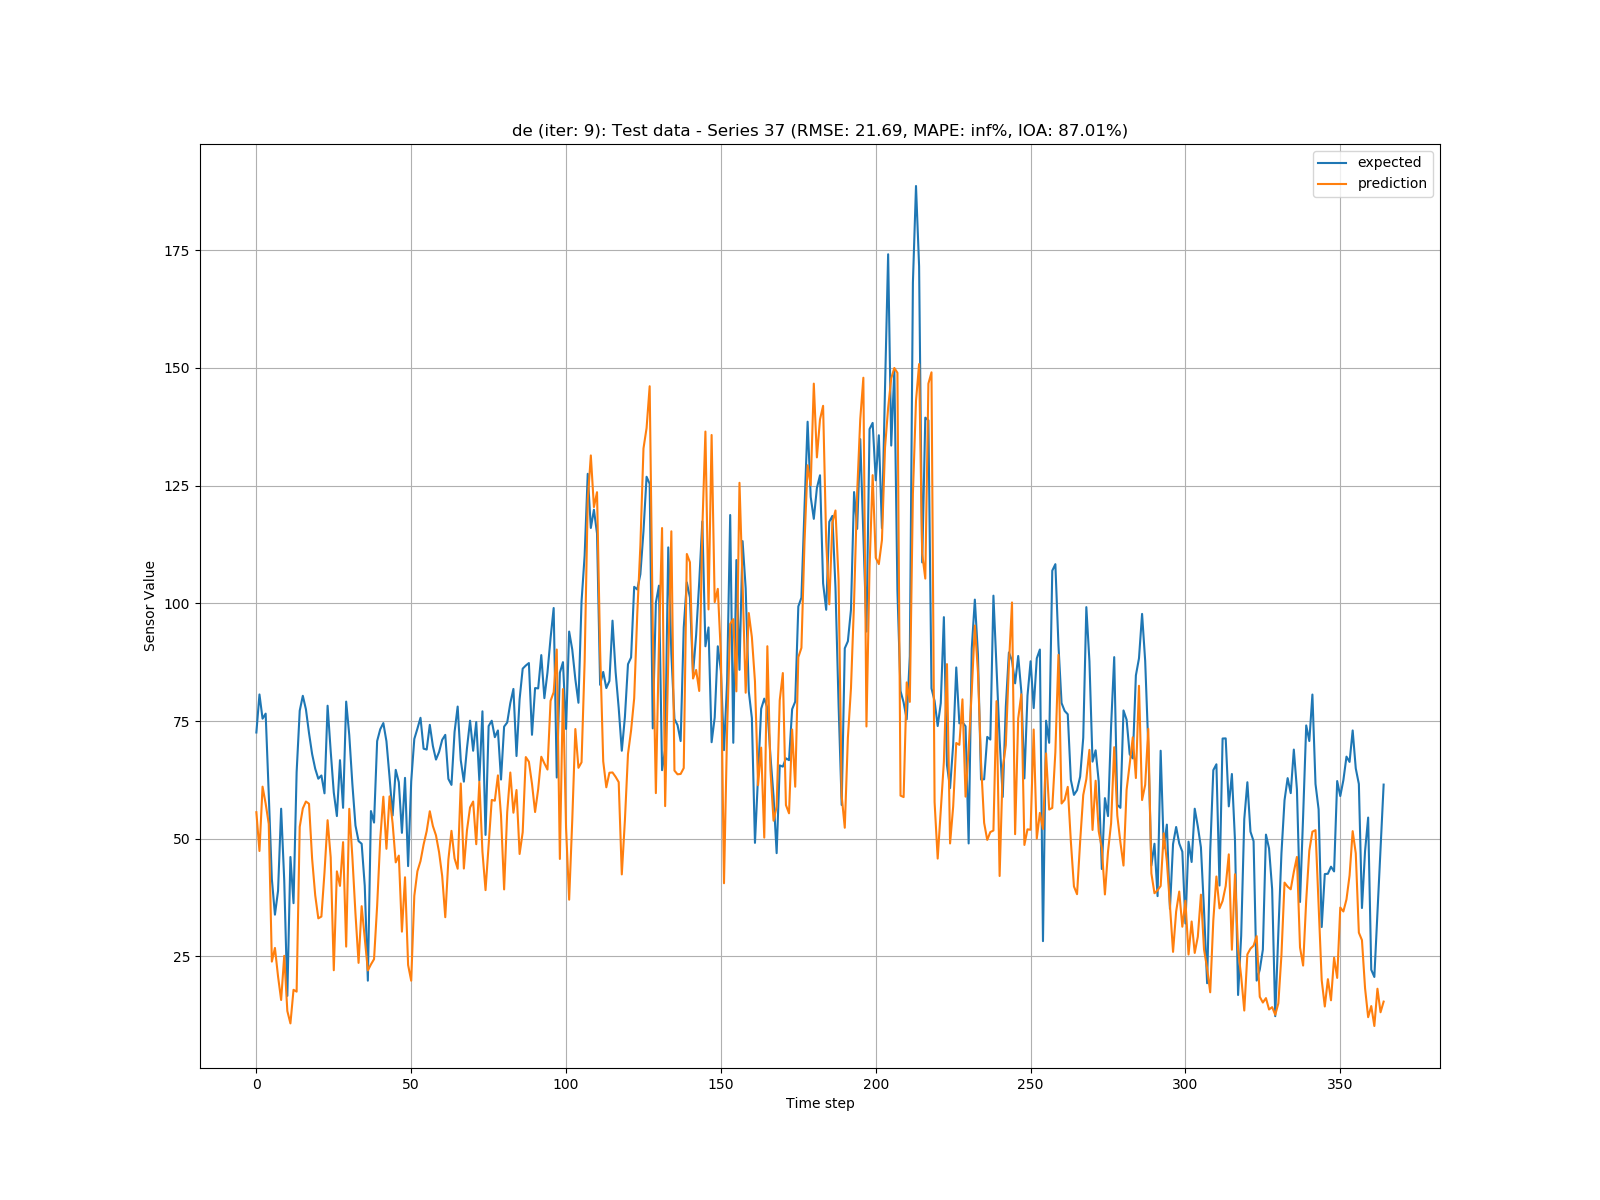 de (iter: 9): Test data - Series 37 (RMSE: 21.69, MAPE: inf%, IOA: 87.01%)
expected
prediction
175
150
125
100
75
50
25
Sensor Value
0 50 100 150 200 250 300 350
Time step